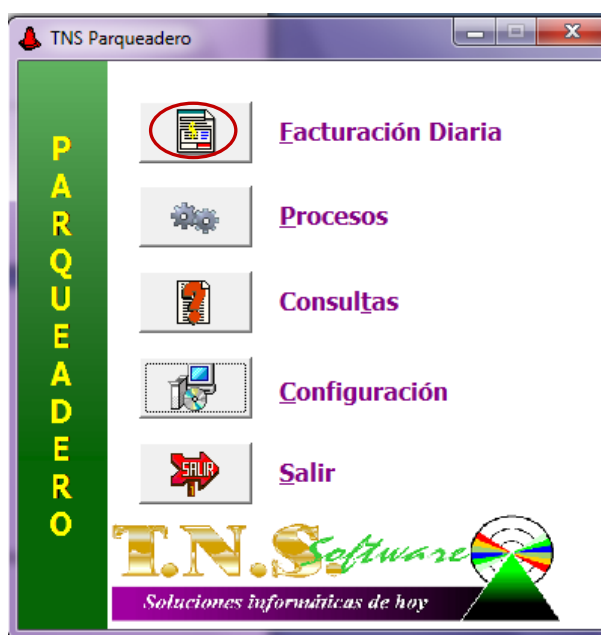 TNS Parqueadero
PARQUEADERO
Facturación Diaria
Procesos
Consultas
Configuración
SALIR
Salir
T.N.S.
Software
Soluciones informáticas de hoy